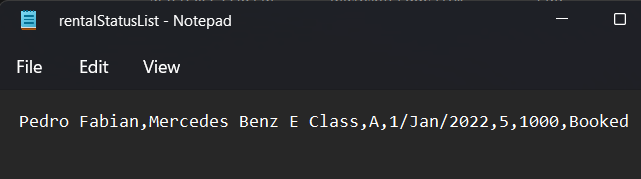 rentalStatusList - Notepad
File Edit View
Pedro Fabian,Mercedes Benz E Class,A,1/Jan/2022,5,1000,Booked